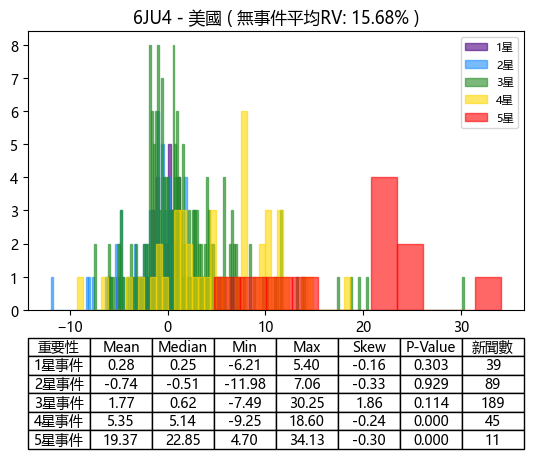 6JU4 - 美國 ( 無事件平均RV: 15.68% )
8
7
6
5
4
3
2
1
0
1星
2星
3星
4星
5星
−10 0 10 20 30
重要性 Mean Median Min Max Skew P-Value 新聞數
1星事件 0.28 0.25 -6.21 5.40 -0.16 0.303 39
2星事件 -0.74 -0.51 -11.98 7.06 -0.33 0.929 89
3星事件 1.77 0.62 -7.49 30.25 1.86 0.114 189
4星事件 5.35 5.14 -9.25 18.60 -0.24 0.000 45
5星事件 19.37 22.85 4.70 34.13 -0.30 0.000 11